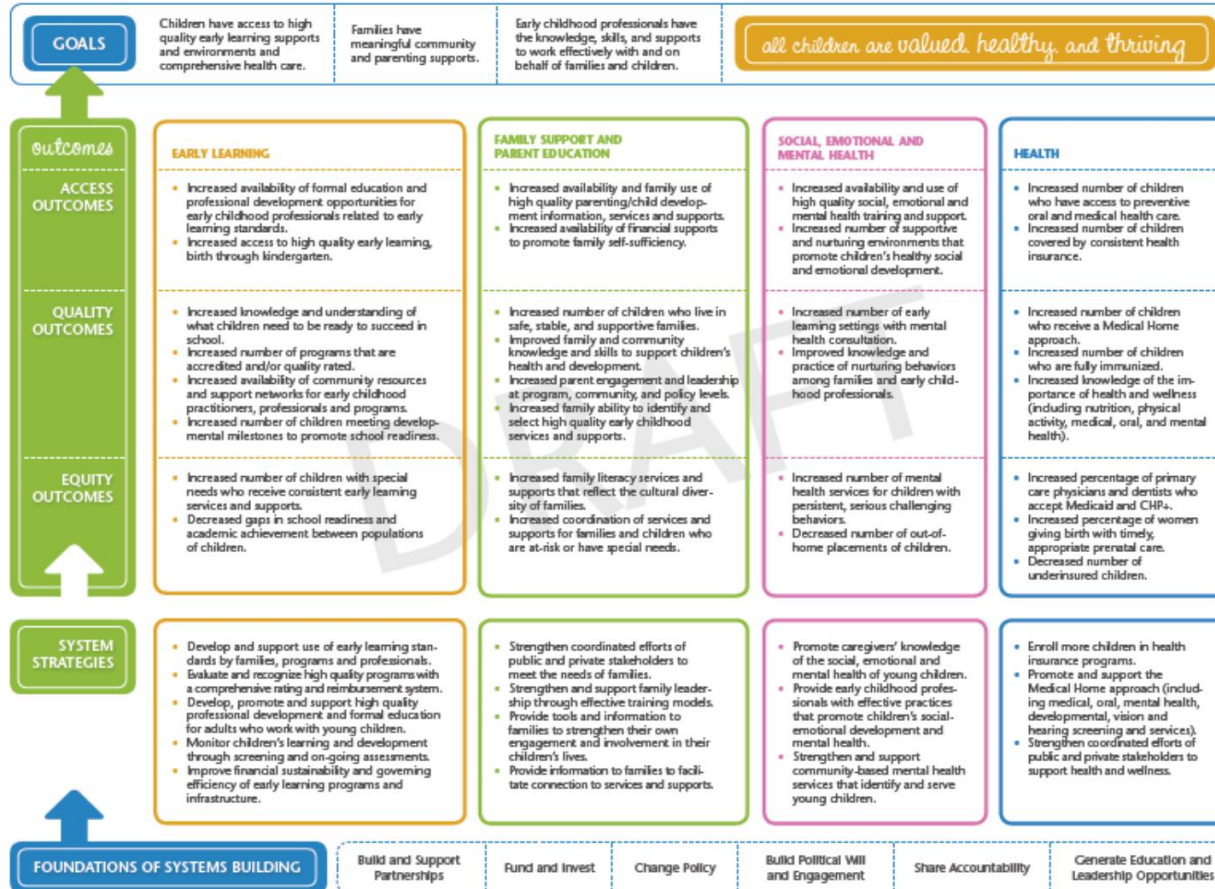 GOALS
Children have access to high
quality early learning supports
and environments and
comprehensive health care.
Families have
meaningful community
and parenting supports.
Early childhood professionals have
the knowledge, skills, and supports
to work effectively with and on
behalf of families and children.
all children are valued, healthy, and thriving
outcomes
EARLY LEARNING
FAMILY SUPPORT AND
PARENT EDUCATION
SOCIAL, EMOTIONAL AND
MENTAL HEALTH
HEALTH
ACCESS
OUTCOMES
• Increased availability of formal education and
professional development opportunities for
early childhood professionals related to early
learning standards.
• Increased access to high quality early learning,
birth through kindergarten.
• Increased availability and family use of
high quality parenting/child develop-
ment information, services and supports.
• Increased availability of financial supports
to promote family self-sufficiency.
• Increased availability and use of
high quality social, emotional and
mental health training and support.
• Increased number of supportive
and nurturing environments that
promote children's healthy social
and emotional development.
• Increased number of children
who have access to preventive
oral and medical health care.
• Increased number of children
covered by consistent health
insurance.
QUALITY
OUTCOMES
• Increased knowledge and understanding of
what children need to be ready to succeed in
school.
• Increased number of programs that are
accredited and/or quality rated.
• Increased availability of community resources
and support networks for early childhood
practitioners, professionals and programs.
• Increased number of children meeting develop-
mental milestones to promote school readiness.
• Increased number of children who live in
safe, stable, and supportive families.
• Improved family and community
knowledge and skills to support children's
health and development.
• Increased parent engagement and leadership
at program, community, and policy levels.
• Increased family ability to identify and
select high quality early childhood
services and supports.
• Increased number of early
learning settings with mental
health consultation.
• Improved knowledge and
practice of nurturing behaviors
among families and early child-
hood professionals.
• Increased number of children
who receive a Medical Home
approach.
• Increased number of children
who are fully immunized.
• Increased knowledge of the im-
portance of health and wellness
(including nutrition, physical
activity, medical, oral, and mental
health).
EQUITY
OUTCOMES
• Increased number of children with special
needs who receive consistent early learning
services and supports.
• Decreased gaps in school readiness and
academic achievement between populations
of children.
• Increased family literacy services and
supports that reflect the cultural diver-
sity of families.
• Increased coordination of services and
supports for families and children who
are at-risk or have special needs.
• Increased number of mental
health services for children with
persistent, serious challenging
behaviors.
• Decreased number of out-of-
home placements of children.
• Increased percentage of primary
care physicians and dentists who
accept Medicaid and CHP+.
• Increased percentage of women
giving birth with timely,
appropriate prenatal care.
• Decreased number of
underinsured children.
DRAFT
SYSTEM
STRATEGIES
• Develop and support use of early learning stan-
dards by families, programs and professionals.
• Evaluate and recognize high quality programs with
a comprehensive rating and reimbursement system.
• Develop, promote and support high quality
professional development and formal education
for adults who work with young children.
• Monitor children's learning and development
through screening and on-going assessments.
• Improve financial sustainability and governing
efficiency of early learning programs and
infrastructure.
• Strengthen coordinated efforts of
public and private stakeholders to
meet the needs of families.
• Strengthen and support family leader-
ship through effective training models.
• Provide tools and information to
families to strengthen their own
engagement and involvement in their
children's lives.
• Provide information to families to facili-
tate connection to services and supports.
• Promote caregivers' knowledge
of the social, emotional and
mental health of young children.
• Provide early childhood profes-
sionals with effective practices
that promote children's social-
emotional development and
mental health.
• Strengthen and support
community-based mental health
services that identify and serve
young children.
• Enroll more children in health
insurance programs.
• Promote and support the
Medical Home approach (includ-
ing medical, oral, mental health,
developmental, vision and
hearing screening and services).
• Strengthen coordinated efforts of
public and private stakeholders to
support health and wellness.
FOUNDATIONS OF SYSTEMS BUILDING
Build and Support
Partnerships
Fund and Invest
Change Policy
Build Political Will
and Engagement
Share Accountability
Generate Education and
Leadership Opportunities